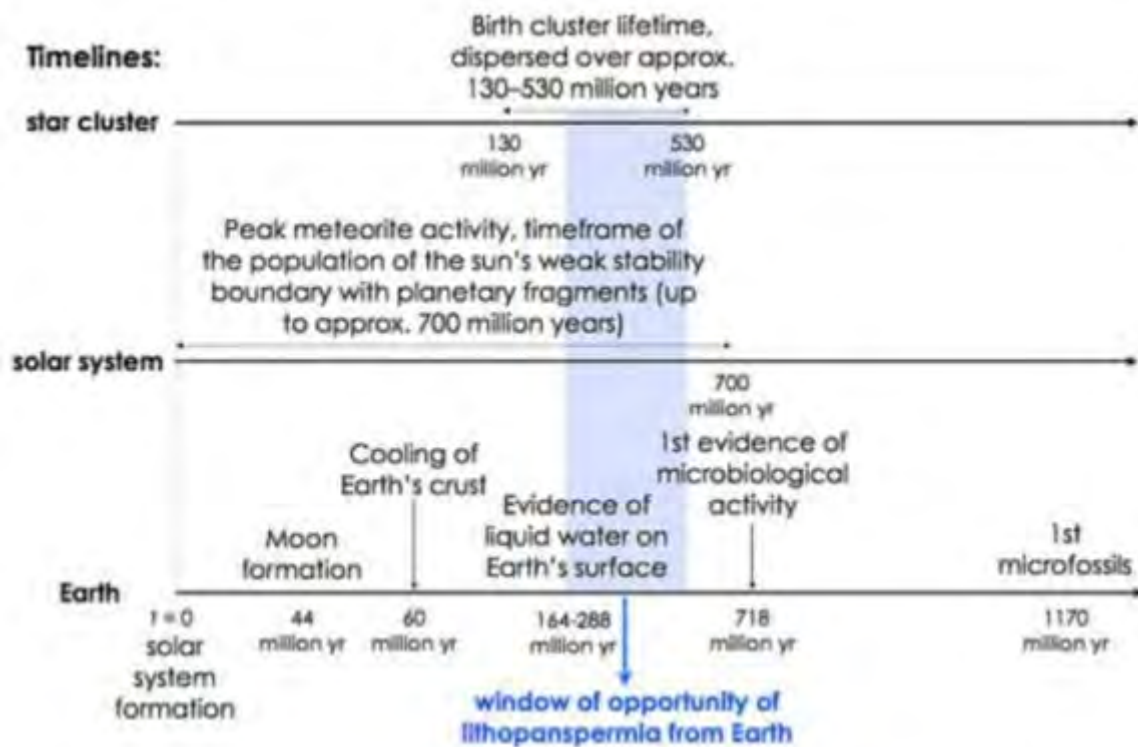 Timelines:
Birth cluster lifetime,
dispersed over approx.
130–530 million years
star cluster
130
million yr
530
million yr
Peak meteorite activity, timeframe of
the population of the sun's weak stability
boundary with planetary fragments (up
to approx. 700 million years)
solar system
700
million yr
Cooling of
Earth's crust
1st evidence of
microbiological
activity
Moon
formation
Evidence of
liquid water on
Earth's surface
1st
microfossils
Earth
t = 0
solar
system
formation
44
million yr
60
million yr
164-288
million yr
718
million yr
1170
million yr
window of opportunity of
lithopanspermia from Earth